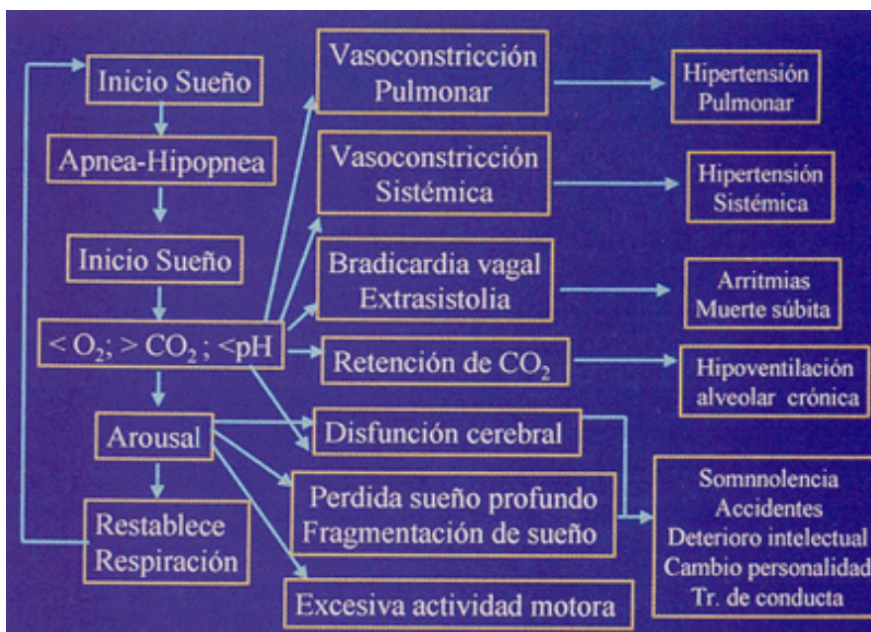 Inicio Sueño
Apnea-Hipopnea
Inicio Sueño
< O₂; > CO₂ ; <pH
Arousal
Restablece
Respiración
Vasoconstricción
Pulmonar
Vasoconstricción
Sistémica
Bradicardia vagal
Extrasistolia
Retención de CO₂
Disfunción cerebral
Perdida sueño profundo
Fragmentación de sueño
Excesiva actividad motora
Hipertensión
Pulmonar
Hipertensión
Sistémica
Arritmias
Muerte súbita
Hipoventilación
alveolar crónica
Somnnolencia
Accidentes
Deterioro intelectual
Cambio personalidad
Tr. de conducta